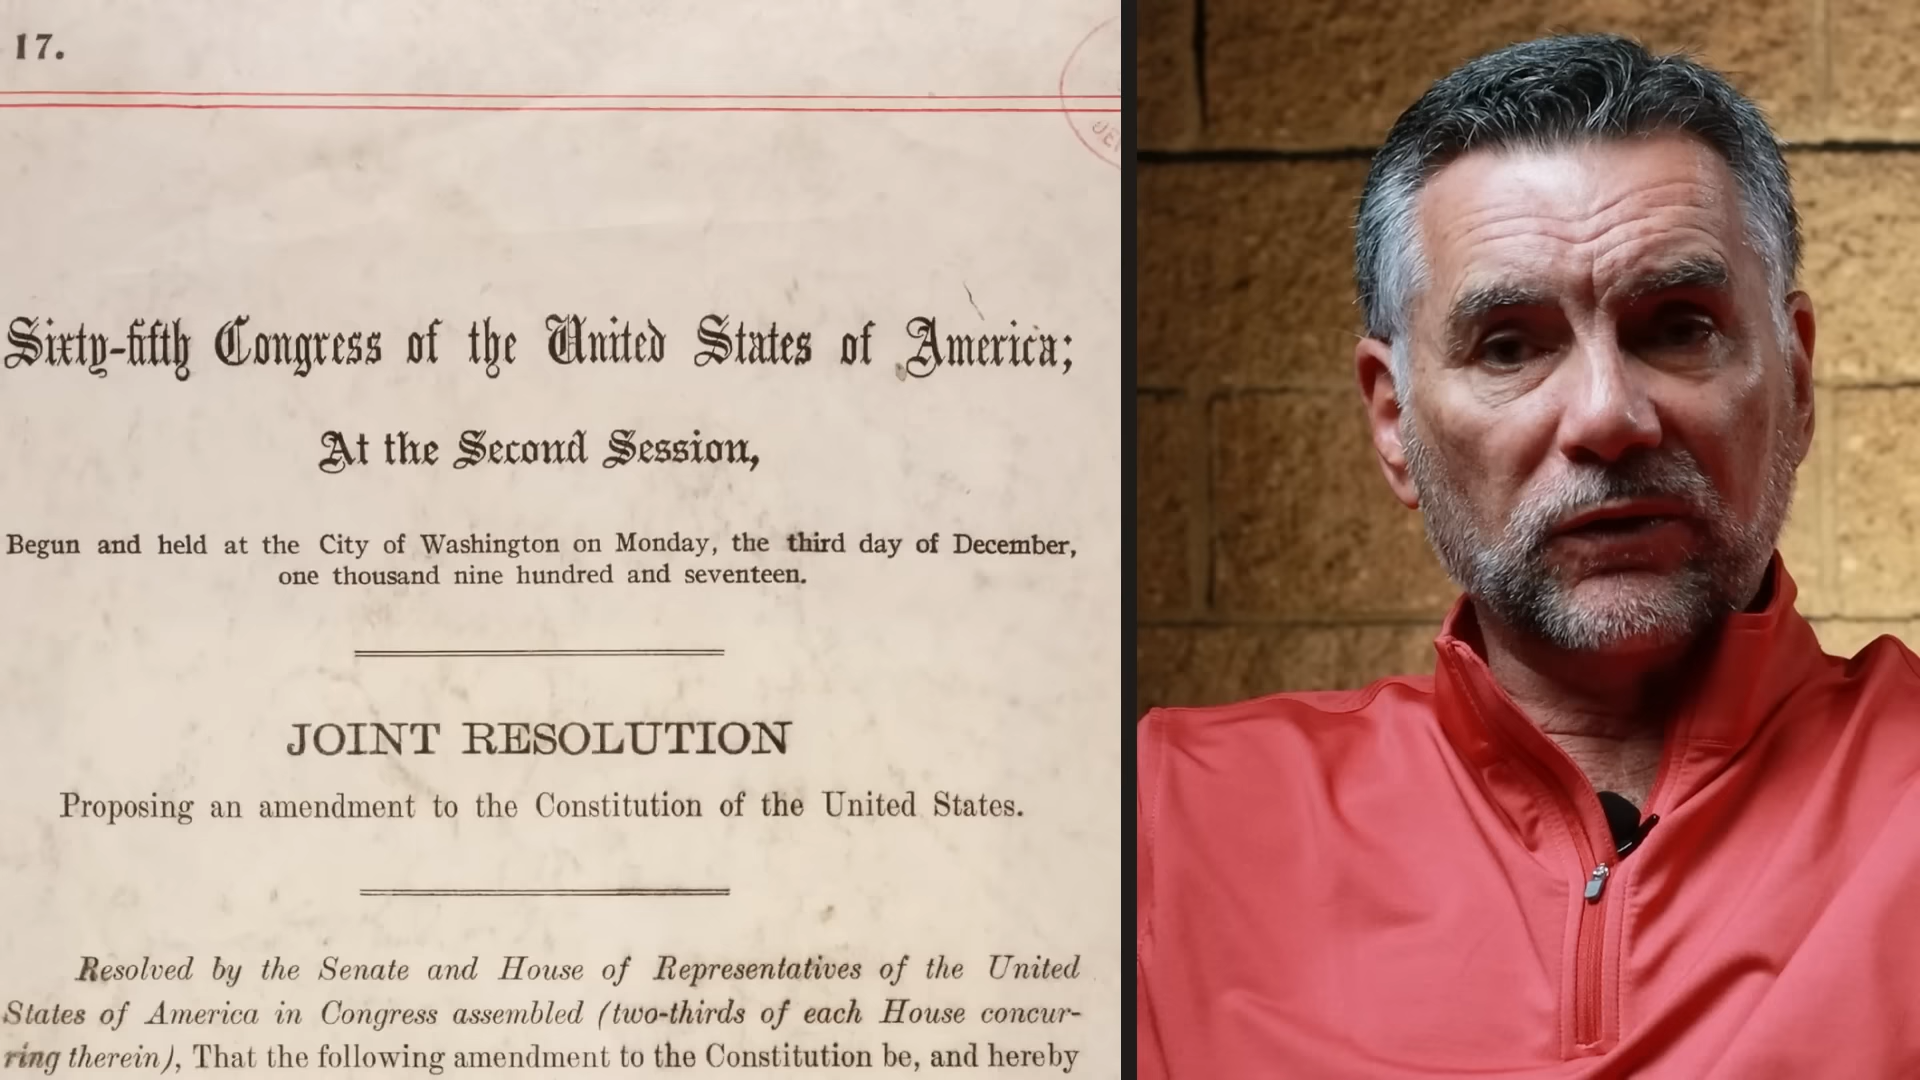 17.
Sixty-fifth Congress of the United States of America;
At the Second Session,
Begun and held at the City of Washington on Monday, the third day of December,
one thousand nine hundred and seventeen.
JOINT RESOLUTION
Proposing an amendment to the Constitution of the United States.
Resolved by the Senate and House of Representatives of the United
States of America in Congress assembled (two-thirds of each House concur-
ring therein), That the following amendment to the Constitution be, and hereby